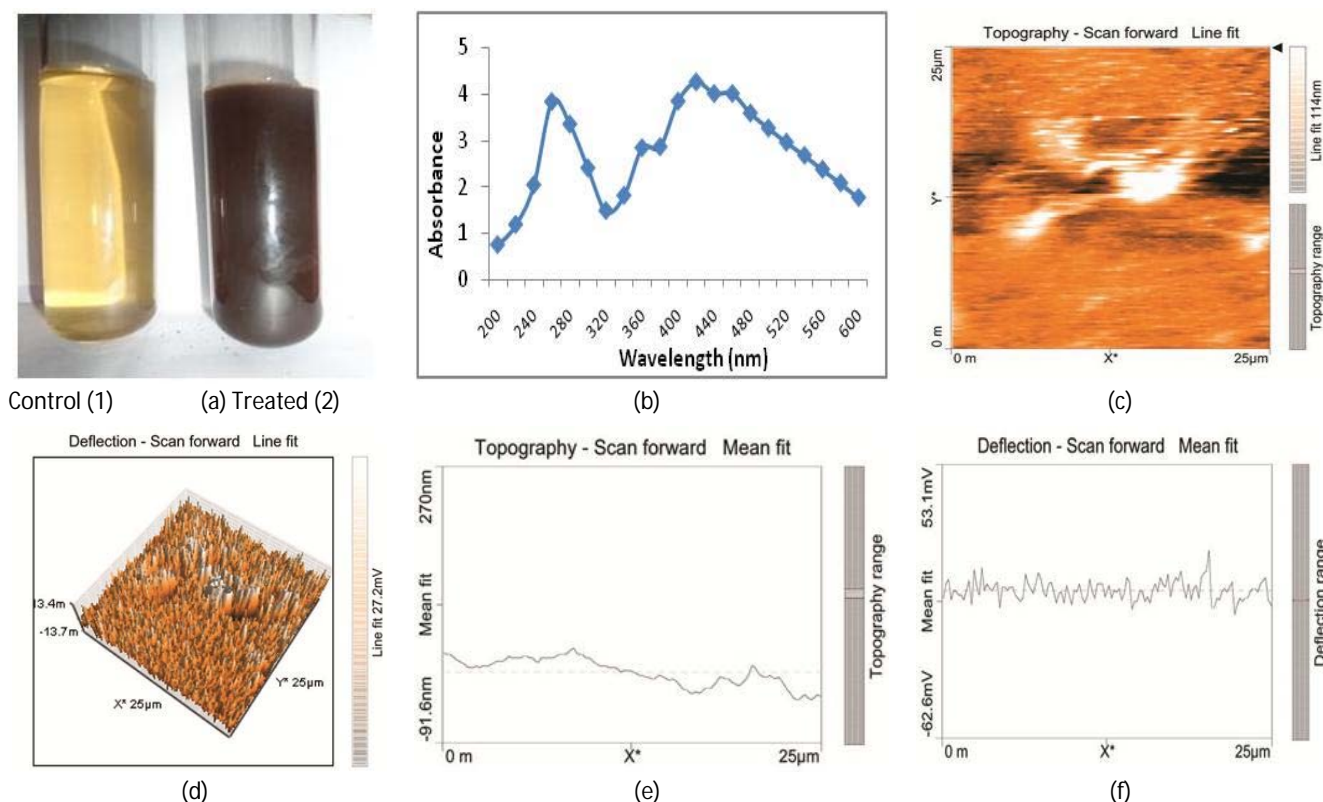 5
4
3
2
1
0
Absorbance
200
240
280
320
360
400
440
480
520
560
600
Wavelength (nm)
Topography - Scan forward Line fit
25µm
Y*
0 m
0 m
X*
25µm
Line fit 114nm
Topography range
Control (1)
(a) Treated (2)
(b)
(c)
Deflection - Scan forward Line fit
3.4m
-13.7m
X* 25µm
Y* 25µm
Line fit 27.2mV
Topography - Scan forward Mean fit
270nm
Mean fit
-91.6nm
0 m
X*
25µm
Topography range
Deflection - Scan forward Mean fit
53.1mV
Mean fit
-62.6mV
0 m
X*
25µm
Deflection range
(d)
(e)
(f)